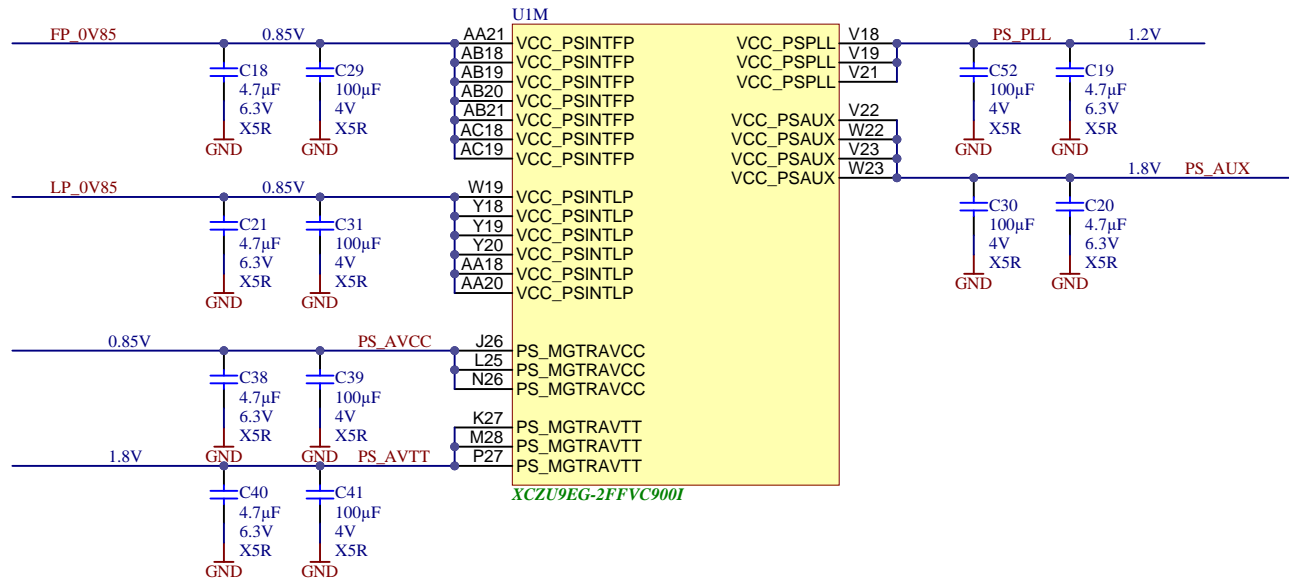 U1M
FP_0V85
0.85V
C18
4.7µF
6.3V
X5R
GND
C29
100µF
4V
X5R
GND
AA21 VCC_PSINTFP
AB18 VCC_PSINTFP
AB19 VCC_PSINTFP
AB20 VCC_PSINTFP
AB21 VCC_PSINTFP
AC18 VCC_PSINTFP
AC19 VCC_PSINTFP
LP_0V85
0.85V
C21
4.7µF
6.3V
X5R
GND
C31
100µF
4V
X5R
GND
W19 VCC_PSINTLP
Y18 VCC_PSINTLP
Y19 VCC_PSINTLP
Y20 VCC_PSINTLP
AA18 VCC_PSINTLP
AA20 VCC_PSINTLP
0.85V
PS_AVCC
C38
4.7µF
6.3V
X5R
GND
C39
100µF
4V
X5R
GND
J26 PS_MGTRAVCC
L25 PS_MGTRAVCC
N26 PS_MGTRAVCC
1.8V
PS_AVTT
C40
4.7µF
6.3V
X5R
GND
C41
100µF
4V
X5R
GND
K27 PS_MGTRAVTT
M28 PS_MGTRAVTT
P27 PS_MGTRAVTT
VCC_PSPLL V18
VCC_PSPLL V19
VCC_PSPLL V21
PS_PLL
1.2V
C52
100µF
4V
X5R
GND
C19
4.7µF
6.3V
X5R
GND
VCC_PSAUX V22
VCC_PSAUX W22
VCC_PSAUX V23
VCC_PSAUX W23
1.8V
PS_AUX
C30
100µF
4V
X5R
GND
C20
4.7µF
6.3V
X5R
GND
XCZU9EG-2FFVC900I